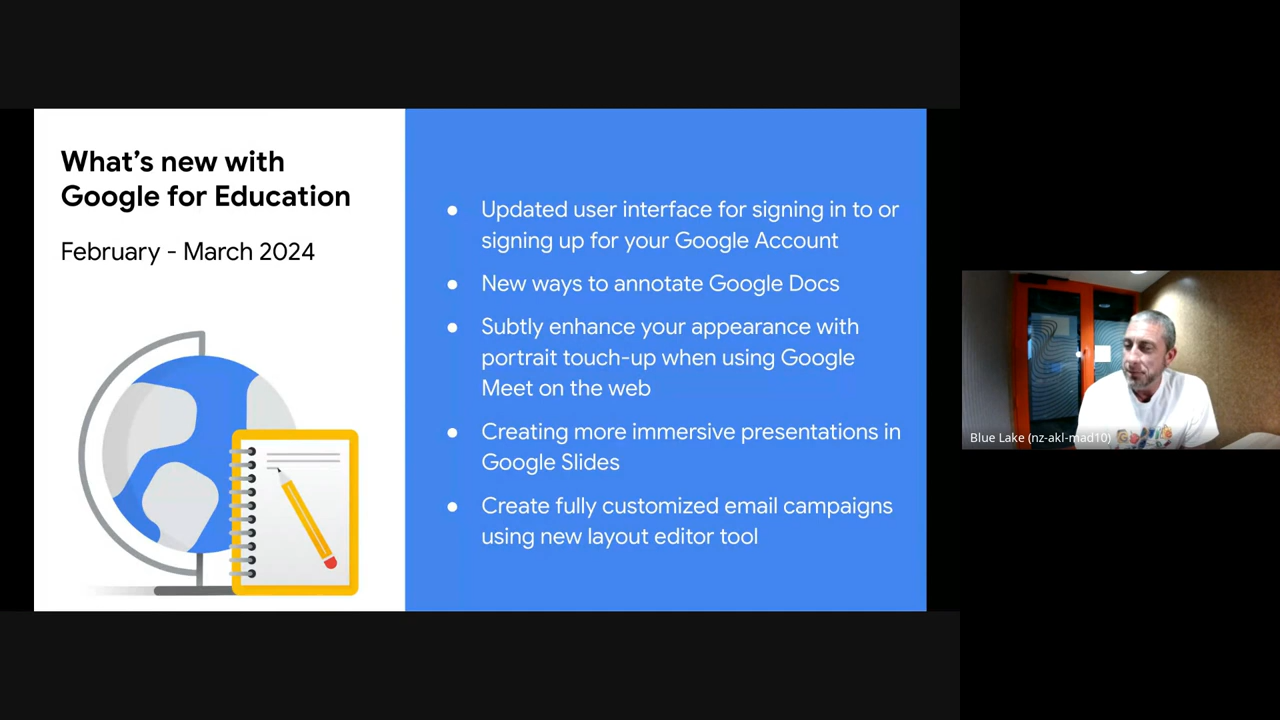 What's new with
Google for Education
February - March 2024
● Updated user interface for signing in to or
signing up for your Google Account
● New ways to annotate Google Docs
● Subtly enhance your appearance with
portrait touch-up when using Google
Meet on the web
● Creating more immersive presentations in
Google Slides
● Create fully customized email campaigns
using new layout editor tool
Blue Lake (nz-akl-mad10)